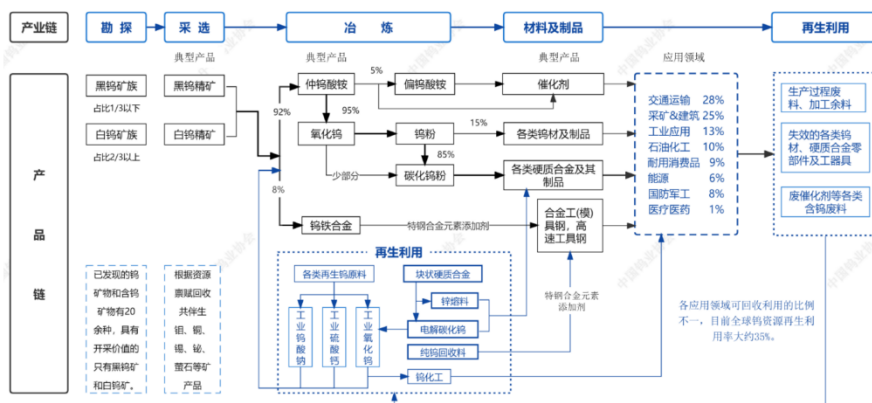 产业链
勘探
采选
冶炼
材料及制品
再生利用
典型产品
典型产品
典型产品
应用领域
产
品
链
黑钨矿族
占比1/3以下
白钨矿族
占比2/3以上
黑钨精矿
白钨精矿
92%
8%
仲钨酸铵
5%
偏钨酸铵
催化剂
95%
氧化钨
钨粉
15%
各类钨材及制品
85%
少部分
碳化钨粉
各类硬质合金及其
制品
钨铁合金
特钢合金元素添加剂
合金工(模)
具钢，高
速工具钢
交通运输 28%
采矿&建筑 25%
工业应用 13%
石油化工 10%
耐用消费品 9%
能源 6%
国防军工 8%
医疗医药 1%
生产过程废
料、加工余料
失效的各类钨
材、硬质合金零
部件及工器具
废催化剂等各类
含钨废料
已发现的钨
矿物和含钨
矿物有20
余种，具有
开采价值的
只有黑钨矿
和白钨矿。
根据资源
禀赋回收
共伴生
钼、铜、
锡、铋、
萤石等矿
产品
再生利用
各类再生钨原料
块状硬质合金
锌熔料
电解碳化钨
纯钨回收料
工业钨酸钠
工业硫酸钙
工业氧化钨
钨化工
特钢合金元素
添加剂
各应用领域可回收利用的比例
不一，目前全球钨资源再生利
用率大约35%。
中国钨业协会